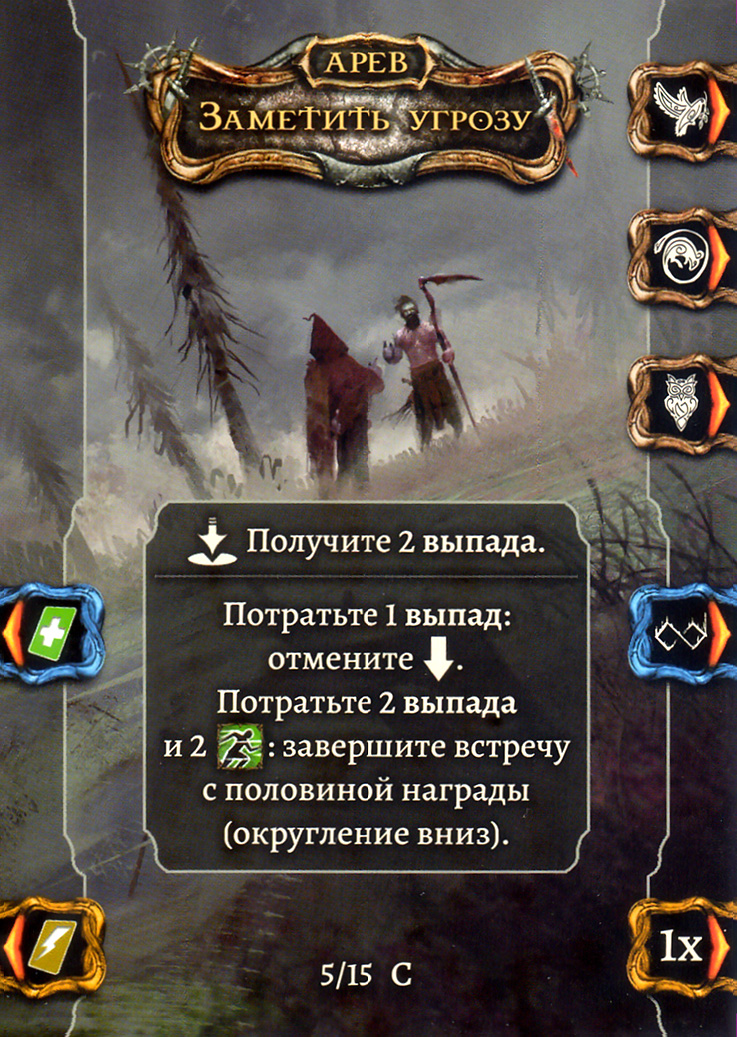 АРЕВ
Заметить угрозу
Получите 2 выпада.
Потратьте 1 выпад:
отмените .
Потратьте 2 выпада
и 2 : завершите встречу
с половиной награды
(округление вниз).
1x
5/15 C